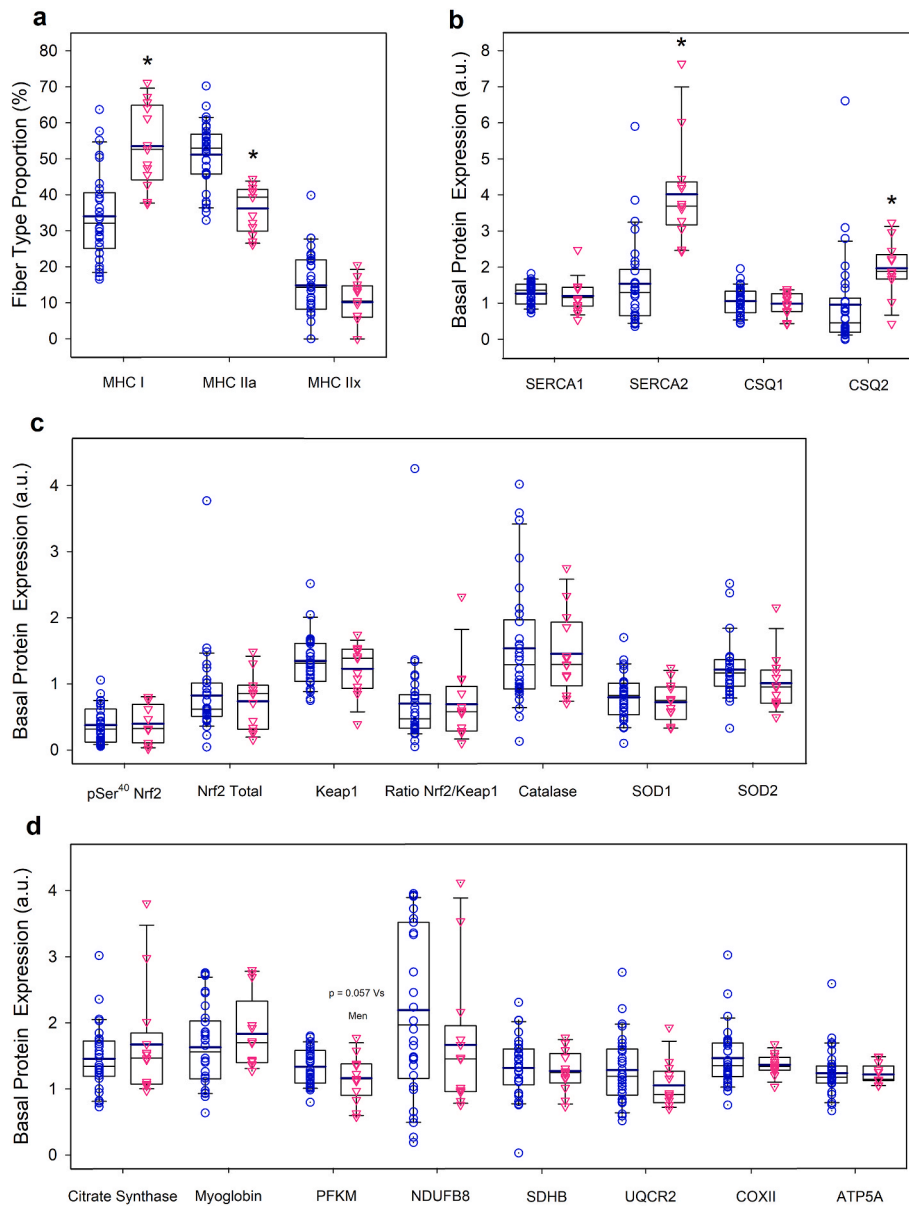 a
Fiber Type Proportion (%)
80
70
60
50
40
30
20
10
0
*
*
MHC I MHC IIa MHC IIx
b
Basal Protein Expression (a.u.)
8
7
6
5
4
3
2
1
0
*
*
SERCA1 SERCA2 CSQ1 CSQ2
c
Basal Protein Expression (a.u.)
4
3
2
1
0
pSer⁴⁰ Nrf2 Nrf2 Total Keap1 Ratio Nrf2/Keap1 Catalase SOD1 SOD2
d
Basal Protein Expression (a.u.)
4
3
2
1
0
p = 0.057 Vs
Men
Citrate Synthase Myoglobin PFKM NDUFB8 SDHB UQCR2 COXII ATP5A